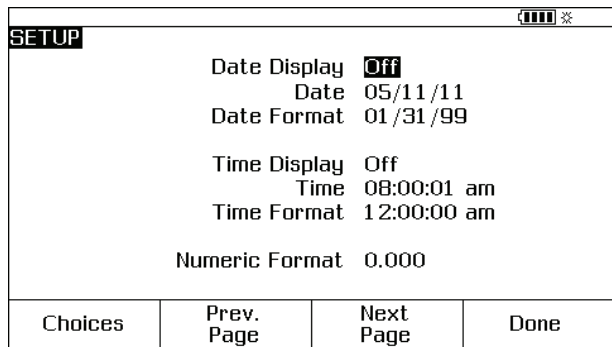 SETUP
Date Display Off
Date 05/11/11
Date Format 01/31/99
Time Display Off
Time 08:00:01 am
Time Format 12:00:00 am
Numeric Format 0.000
Choices
Prev. Page
Next Page
Done